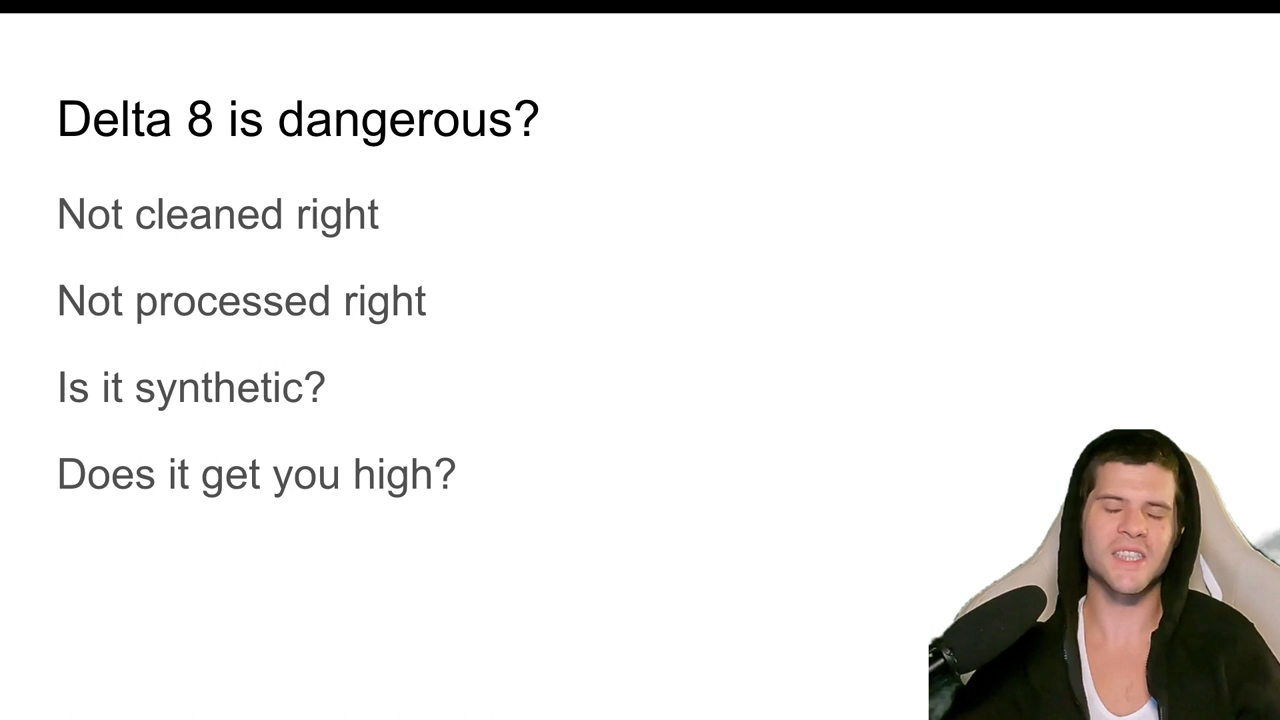 Delta 8 is dangerous?
Not cleaned right
Not processed right
Is it synthetic?
Does it get you high?